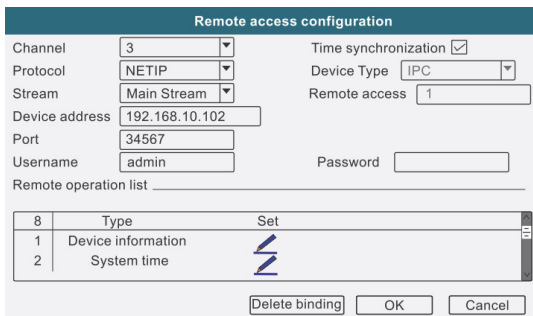 Remote access configuration
Channel 3 Time synchronization
Protocol NETIP Device Type IPC
Stream Main Stream Remote access 1
Device address 192.168.10.102
Port 34567
Username admin Password
Remote operation list
8 Type Set
1 Device information
2 System time
Delete binding OK Cancel